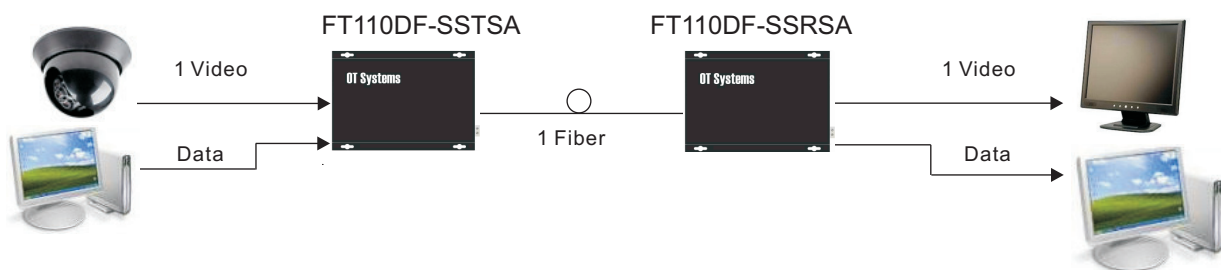 FT110DF-SSTSA
FT110DF-SSRSA
OT Systems
OT Systems
1 Video
1 Video
1 Fiber
Data
Data